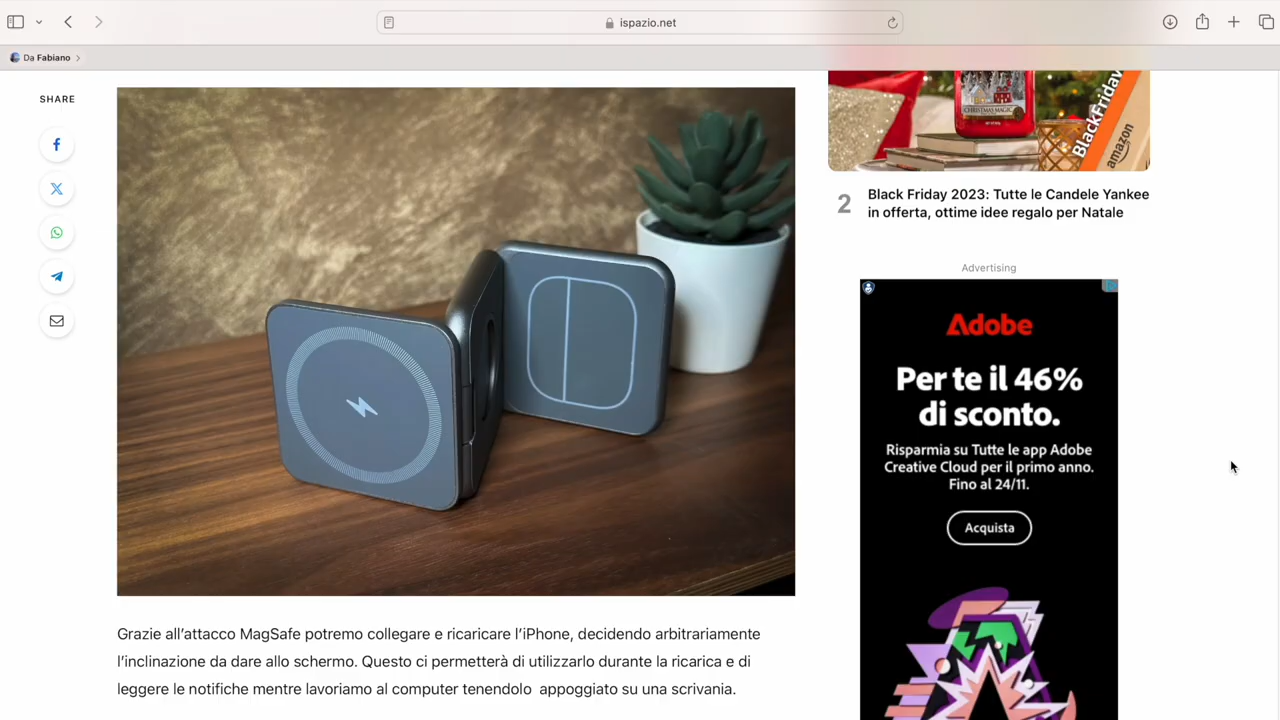 ispazio.net
Da Fabiano
SHARE
CHRISTMAS MAGIC
BlackFriday
amazon
2
Black Friday 2023: Tutte le Candele Yankee
in offerta, ottime idee regalo per Natale
Advertising
Adobe
Per te il 46%
di sconto.
Risparmia su Tutte le app Adobe
Creative Cloud per il primo anno.
Fino al 24/11.
Acquista
Grazie all’attacco MagSafe potremo collegare e ricaricare l’iPhone, decidendo arbitrariamente
l’inclinazione da dare allo schermo. Questo ci permetterà di utilizzarlo durante la ricarica e di
leggere le notifiche mentre lavoriamo al computer tenendolo  appoggiato su una scrivania.